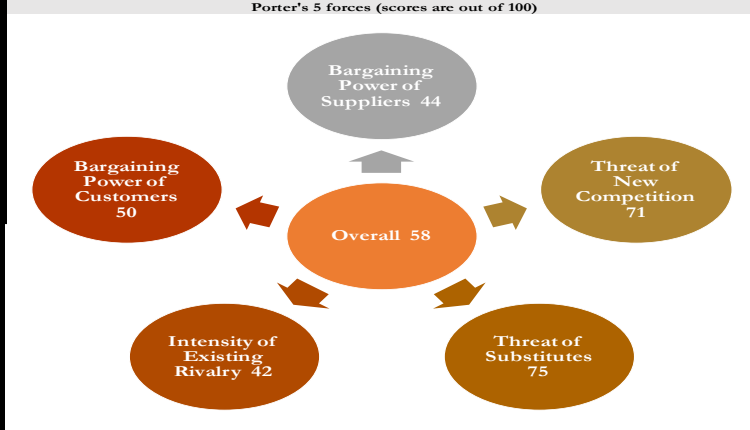 Porter's 5 forces (scores are out of 100)
Bargaining
Power of
Suppliers 44
Bargaining
Power of
Customers
50
Threat of
New
Competition
71
Overall 58
Intensity of
Existing
Rivalry 42
Threat of
Substitutes
75